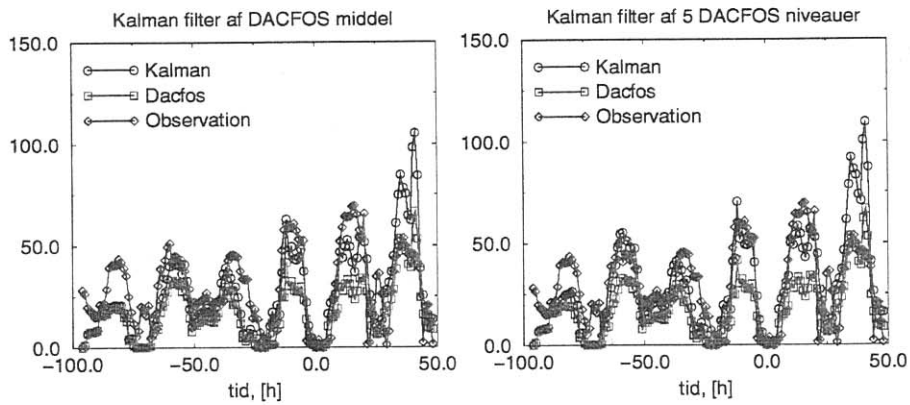 Kalman filter af DACFOS middel
150.0
Kalman
Dacfos
Observation
100.0
50.0
0.0
-100.0 -50.0 0.0 50.0
tid, [h]
Kalman filter af 5 DACFOS niveauer
150.0
Kalman
Dacfos
Observation
100.0
50.0
0.0
-100.0 -50.0 0.0 50.0
tid, [h]